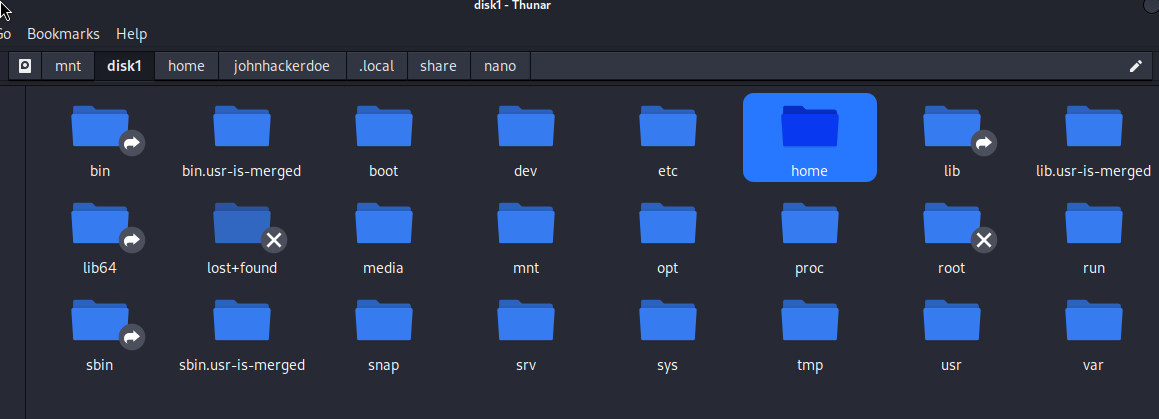 disk1 - Thunar
Go Bookmarks Help
mnt disk1 home johnhackerdoe .local share nano
bin bin.usr-is-merged boot dev etc home lib lib.usr-is-merged
lib64 lost+found media mnt opt proc root run
sbin sbin.usr-is-merged snap srv sys tmp usr var